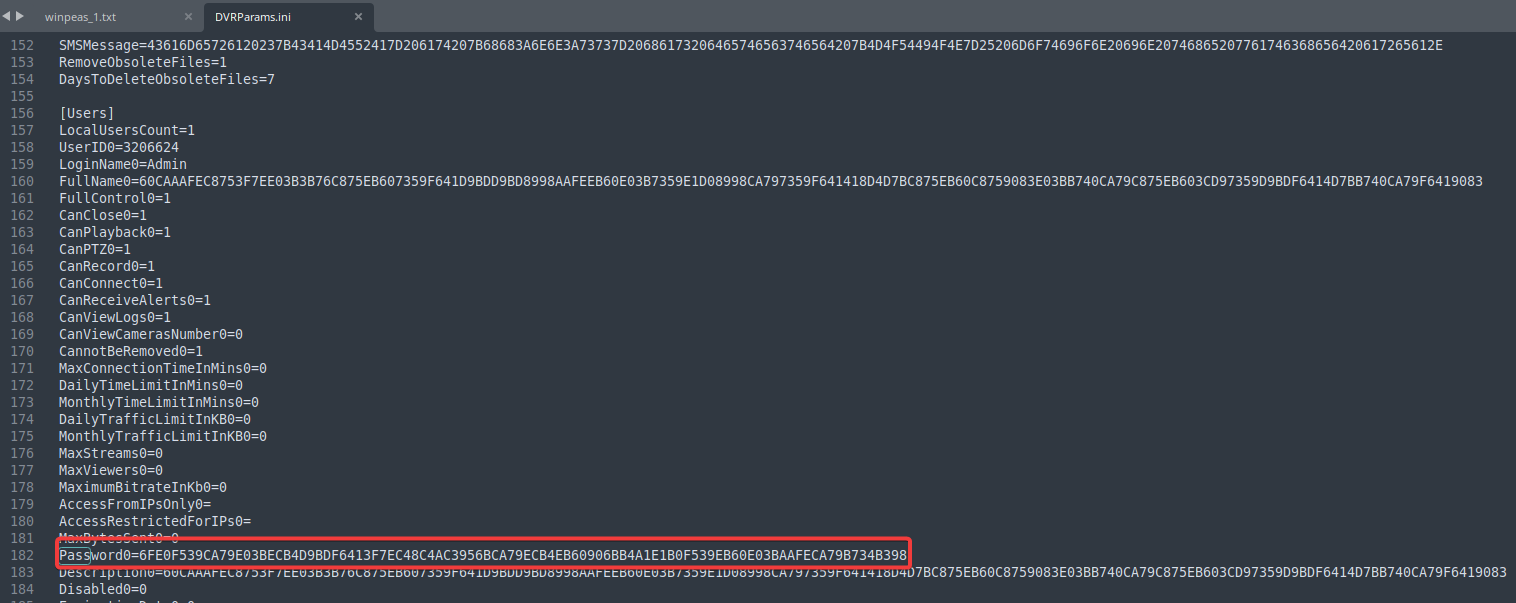 winpeas_1.txt
DVRParams.ini
152 SMSMessage=43616D65726120237B43414D4552417D206174207B68683A6E6E3A73737D20686173206465746563746564207B4D4F54494F4E7D25206D6F74696F6E20696E20746865207761746368656420617265612E
153 RemoveObsoleteFiles=1
154 DaysToDeleteObsoleteFiles=7
155
156 [Users]
157 LocalUsersCount=1
158 UserID0=3206624
159 LoginName0=Admin
160 FullName0=60CAAAFEC8753F7EE03B3B76C875EB607359F641D9BDD9BD8998AAFEEB60E03B7359E1D08998CA797359F641418D4D7BC875EB60C8759083E03BB740CA79C875EB603CD97359D9BDF6414D7BB740CA79F6419083
161 FullControl0=1
162 CanClose0=1
163 CanPlayback0=1
164 CanPTZ0=1
165 CanRecord0=1
166 CanConnect0=1
167 CanReceiveAlerts0=1
168 CanViewLogs0=1
169 CanViewCamerasNumber0=0
170 CannotBeRemoved0=1
171 MaxConnectionTimeInMins0=0
172 DailyTimeLimitInMins0=0
173 MonthlyTimeLimitInMins0=0
174 DailyTrafficLimitInKB0=0
175 MonthlyTrafficLimitInKB0=0
176 MaxStreams0=0
177 MaxViewers0=0
178 MaximumBitrateInKb0=0
179 AccessFromIPsOnly0=
180 AccessRestrictedForIPs0=
181 MaxBytesSent0=0
182 Password0=6FE0F539CA79E03BECB4D9BDF6413F7EC48C4AC3956BCA79ECB4EB60906BB4A1E1B0F539EB60E03BAAFECA79B734B398
183 Description0=60CAAAFEC8753F7EE03B3B76C875EB607359F641D9BDD9BD8998AAFEEB60E03B7359E1D08998CA797359F641418D4D7BC875EB60C8759083E03BB740CA79C875EB603CD97359D9BDF6414D7BB740CA79F6419083
184 Disabled0=0